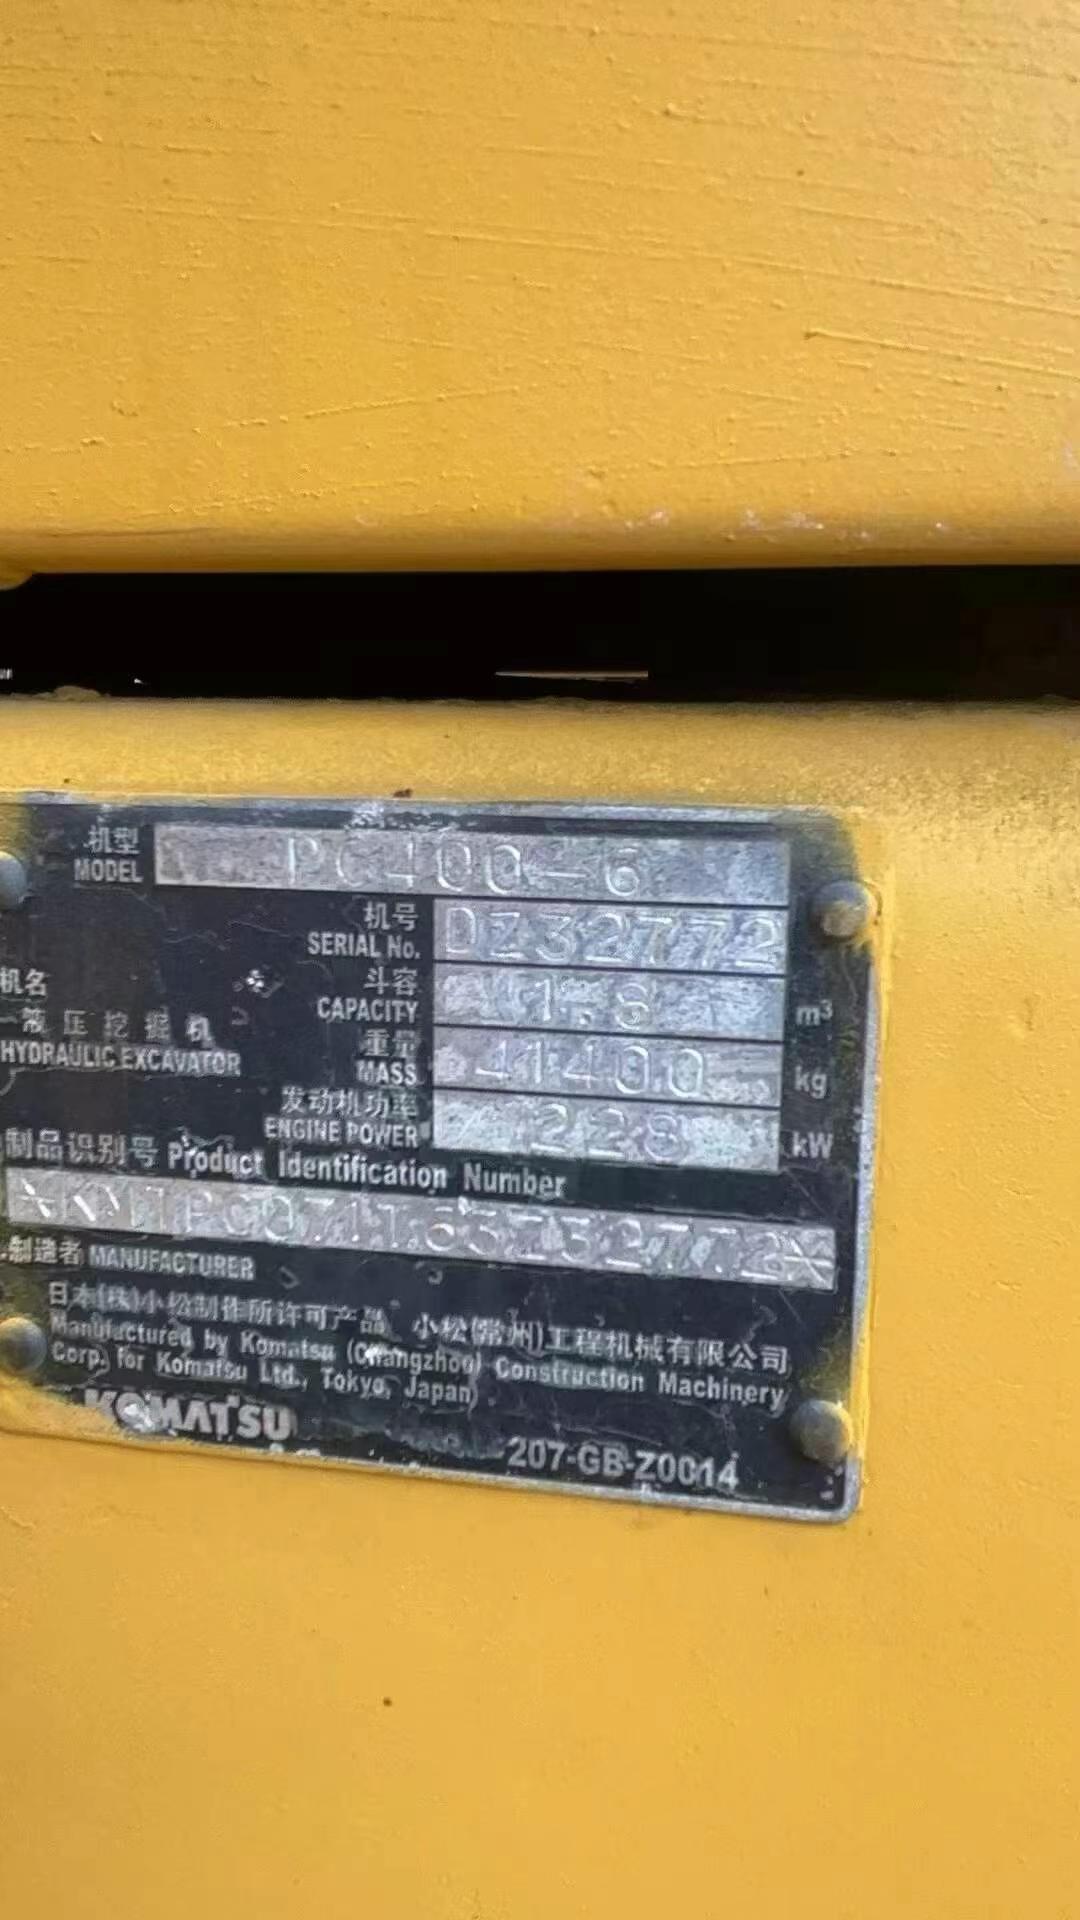 机型
MODEL PC400-6
机号
SERIAL No. DZ32772
斗容
CAPACITY 1.8 m³
重量
MASS 41400 kg
发动机功率
ENGINE POWER 228 kW
机名
液压挖掘机
HYDRAULIC EXCAVATOR
制品识别号 Product Identification Number
制造者 MANUFACTURER
日本(株)小松制作所许可产品 小松(常州)工程机械有限公司
Manufactured by Komatsu (Changzhou) Construction Machinery
Corp. for Komatsu Ltd., Tokyo, Japan
KOMATSU
207-GB-Z0014